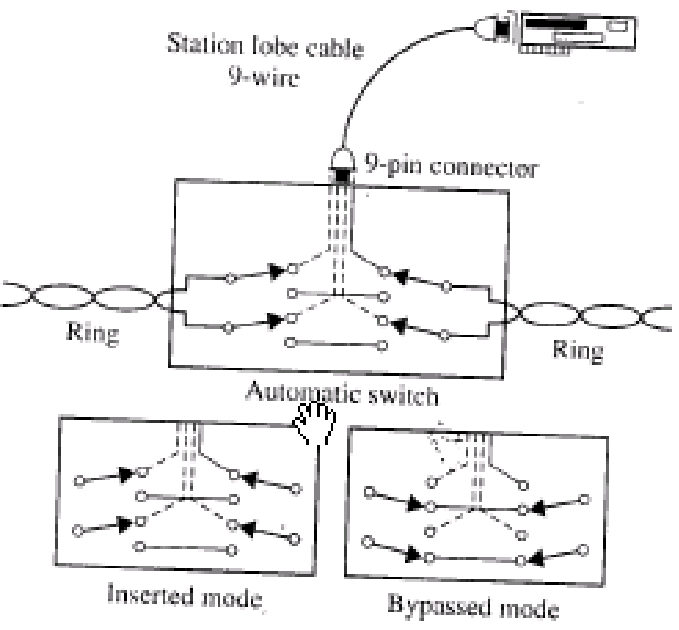 Station lobe cable
9-wire
9-pin connector
Ring
Ring
Automatic switch
Inserted mode
Bypassed mode